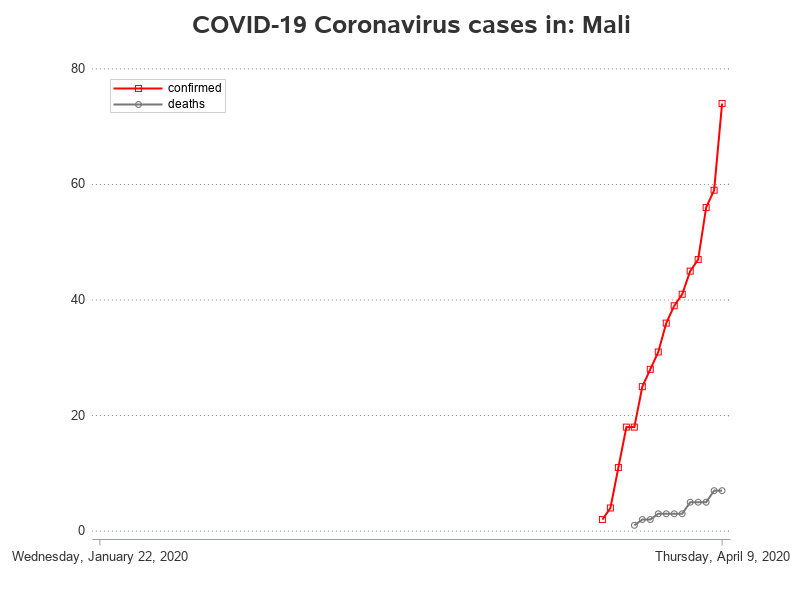 COVID-19 Coronavirus cases in: Mali
80
confirmed
deaths
60
40
20
0
Wednesday, January 22, 2020 Thursday, April 9, 2020